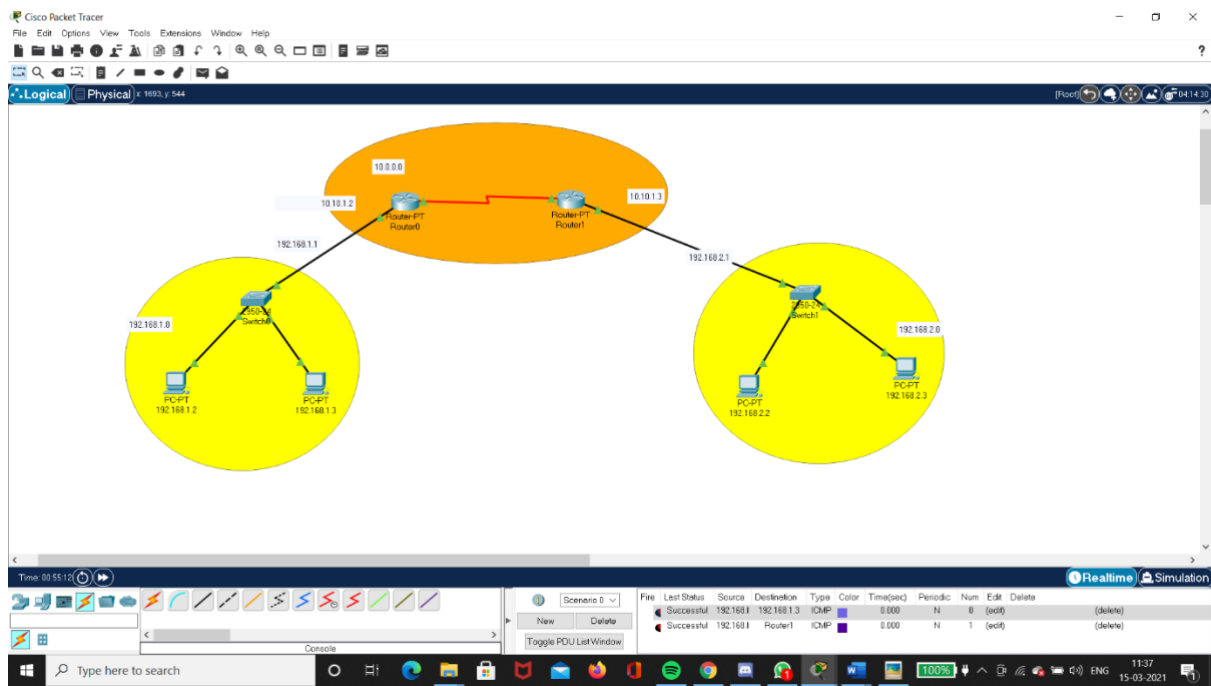 Cisco Packet Tracer
File Edit Options View Tools Extensions Window Help
?
Logical Physical x: 1693, y: 544 [Root] 04:14:30
10.0.0.0
10.10.1.2
10.10.1.3
Router-PT
Router0
Router-PT
Router1
192.168.1.1
192.168.2.1
192.168.1.0
Switch0
PC-PT
192.168.1.2
PC-PT
192.168.1.3
Switch1
192.168.2.0
PC-PT
192.168.2.2
PC-PT
192.168.2.3
Time: 00:55:12 Realtime Simulation
Scenario 0
New Delete
Toggle PDU List Window
Console
Fire Last Status Source Destination Type Color Time(sec) Periodic Num Edit Delete
Successful 192.168.1 192.168.1.3 ICMP 0.000 N 0 (edit) (delete)
Successful 192.168.1 Router1 ICMP 0.000 N 1 (edit) (delete)
Type here to search 100% ENG 11:37
15-03-2021